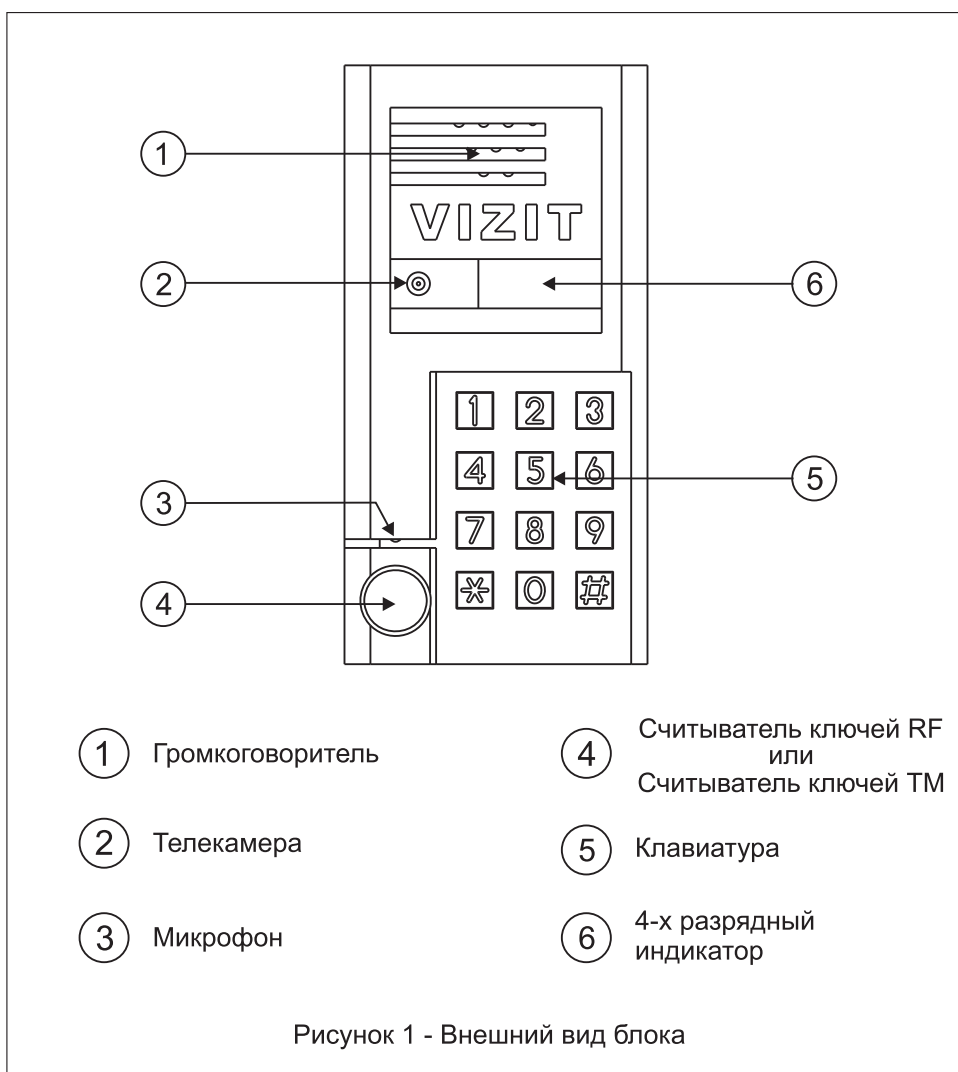 1
VIZIT
2
6
1 2 3
4 5 6
5
3
7 8 9
4
* 0 #
1 Громкоговоритель
4 Считыватель ключей RF
или
Считыватель ключей TM
2 Телекамера
5 Клавиатура
3 Микрофон
6 4-х разрядный
индикатор
Рисунок 1 - Внешний вид блока